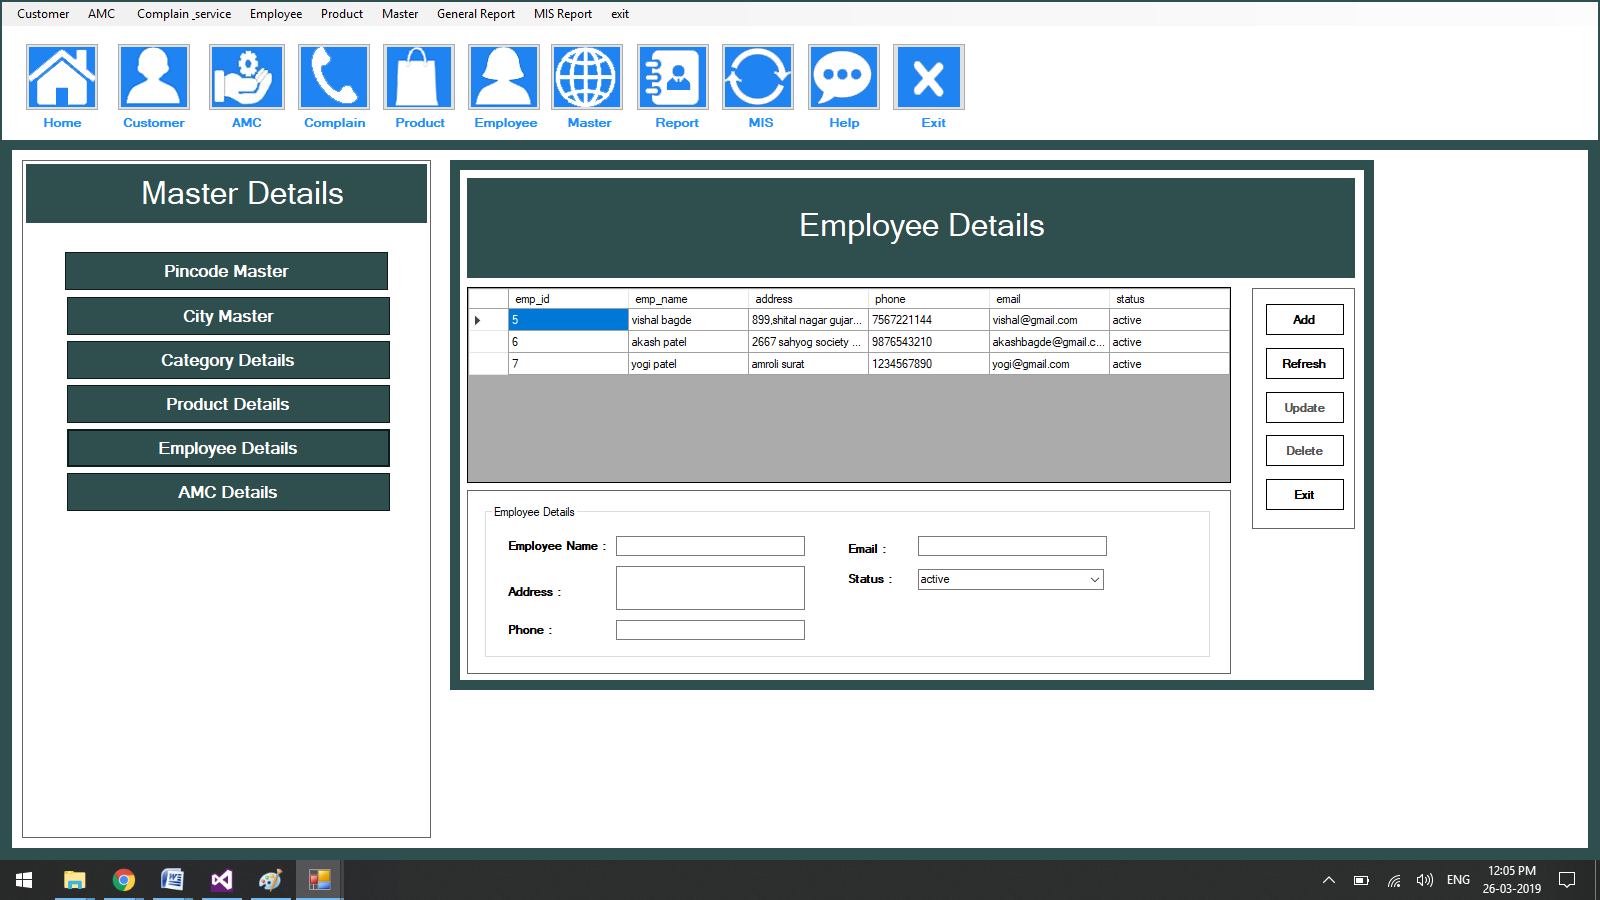 Customer AMC Complain _service Employee Product Master General Report MIS Report exit
Home Customer AMC Complain Product Employee Master Report MIS Help Exit
Master Details
Pincode Master
City Master
Category Details
Product Details
Employee Details
AMC Details
Employee Details
emp_id emp_name address phone email status
5 vishal bagde 899,shital nagar gujar... 7567221144 vishal@gmail.com active
6 akash patel 2667 sahyog society ... 9876543210 akashbagde@gmail.c... active
7 yogi patel amroli surat 1234567890 yogi@gmail.com active
Add
Refresh
Update
Delete
Exit
Employee Details
Employee Name :
Address :
Phone :
Email :
Status : active
ENG 12:05 PM
26-03-2019